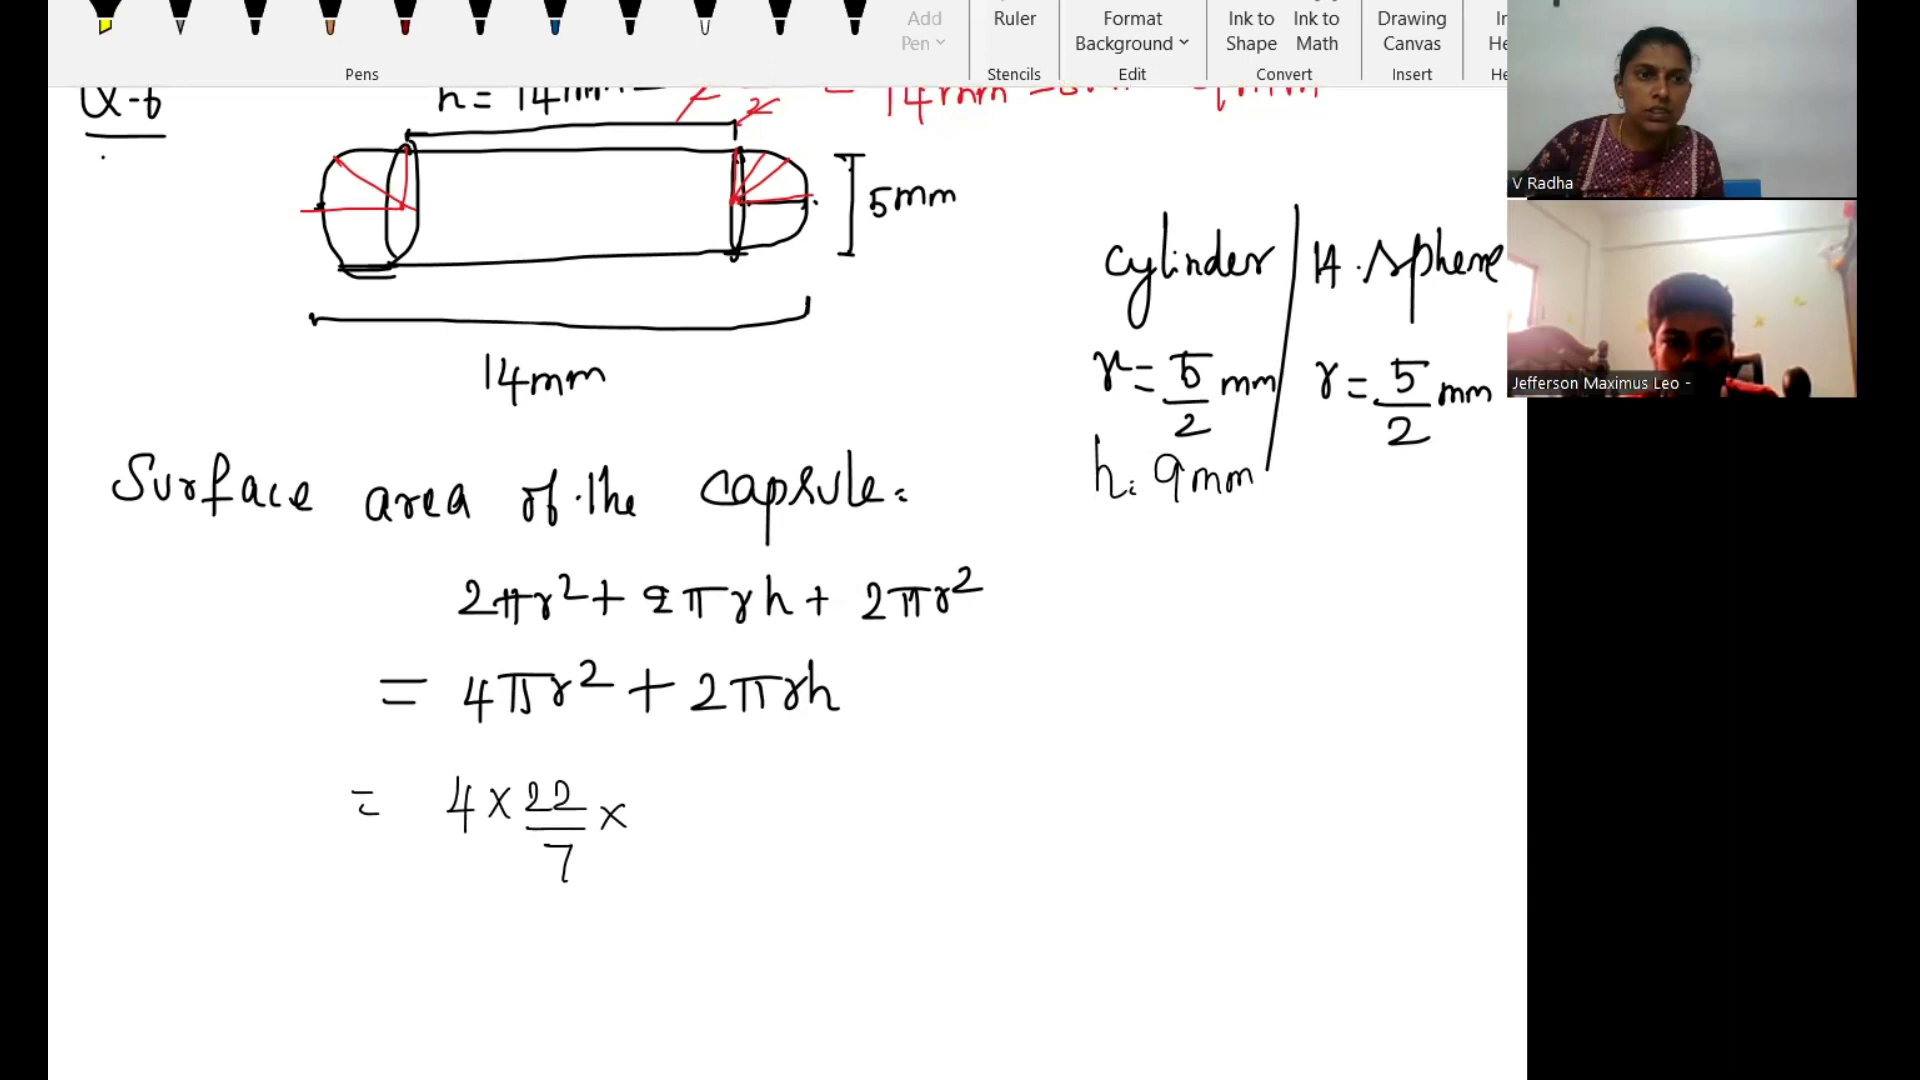 Add Pen
Ruler
Format Background
Ink to Shape
Ink to Math
Drawing Canvas
Pens
Stencils
Edit
Convert
Insert
Q-6
h = 14mm
2
= 14mm
5mm
14mm
cylinder
H.sphere
r = 5/2 mm
r = 5/2 mm
h: 9mm
Surface area of the capsule=
2πr² + 2πrh + 2πr²
= 4πr² + 2πrh
= 4 × 22/7 ×
V Radha
Jefferson Maximus Leo -